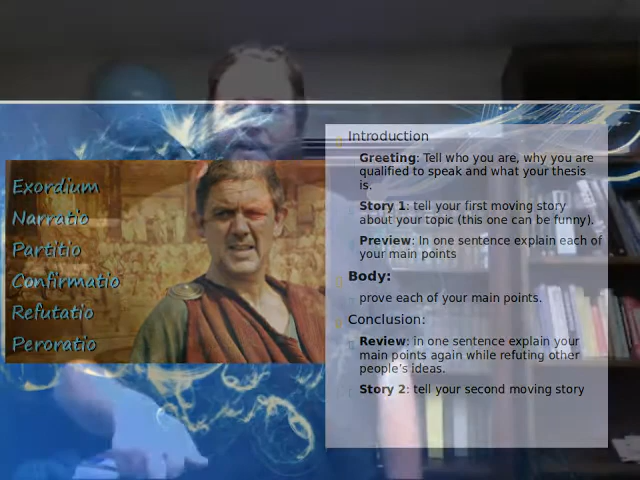 Exordium
Narratio
Partitio
Confirmatio
Refutatio
Peroratio
Introduction
Greeting: Tell who you are, why you are
qualified to speak and what your thesis
is.
Story 1: tell your first moving story
about your topic (this one can be funny).
Preview: In one sentence explain each of
your main points
Body:
prove each of your main points.
Conclusion:
Review: in one sentence explain your
main points again while refuting other
people's ideas.
Story 2: tell your second moving story